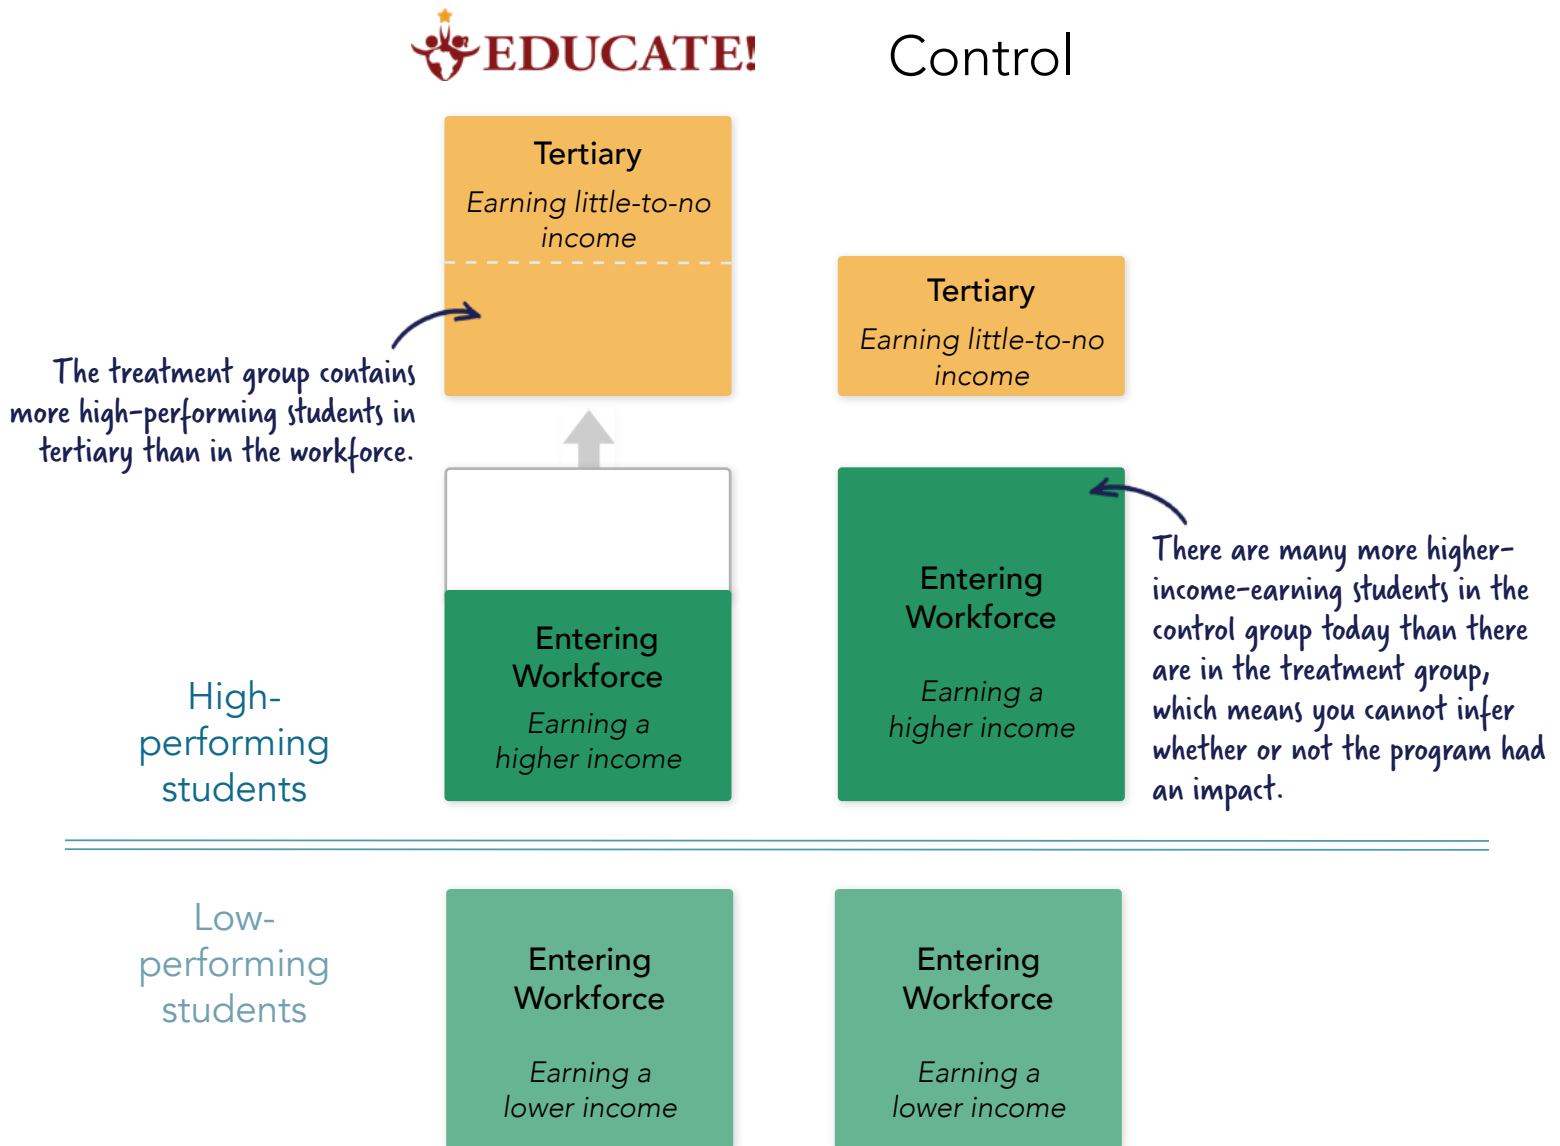 EDUCATE!
Control
Tertiary
Earning little-to-no
income
Tertiary
Earning little-to-no
income
The treatment group contains
more high-performing students in
tertiary than in the workforce.
Entering
Workforce
Earning a
higher income
Entering
Workforce
Earning a
higher income
There are many more higher-
income-earning students in the
control group today than there
are in the treatment group,
which means you cannot infer
whether or not the program had
an impact.
High-
performing
students
Low-
performing
students
Entering
Workforce
Earning a
lower income
Entering
Workforce
Earning a
lower income